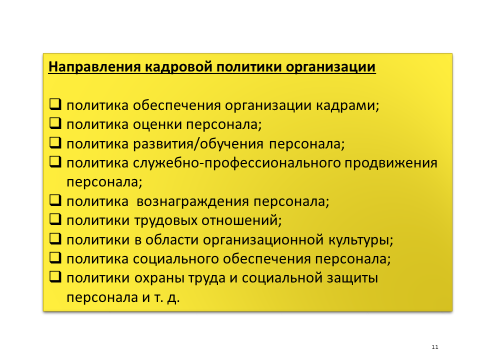 Направления кадровой политики организации
❑ политика обеспечения организации кадрами;
❑ политика оценки персонала;
❑ политика развития/обучения персонала;
❑ политика служебно-профессионального продвижения
персонала;
❑ политика вознаграждения персонала;
❑ политики трудовых отношений;
❑ политики в области организационной культуры;
❑ политика социального обеспечения персонала;
❑ политики охраны труда и социальной защиты
персонала и т. д.
11